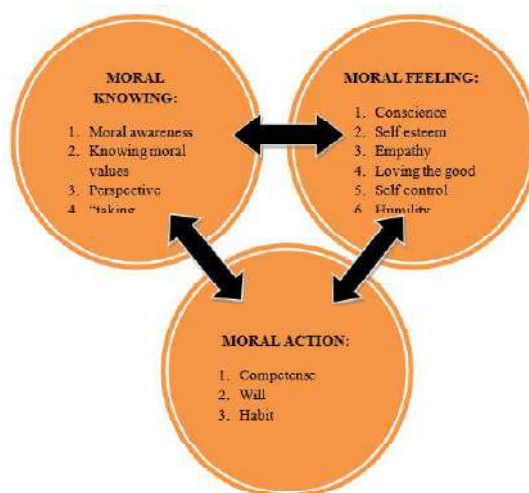 MORAL
KNOWING:
1. Moral awareness
2. Knowing moral
values
3. Perspective
4. “taking
MORAL FEELING:
1. Conscience
2. Self esteem
3. Empathy
4. Loving the good
5. Self control
6. Humility
MORAL ACTION:
1. Competense
2. Will
3. Habit